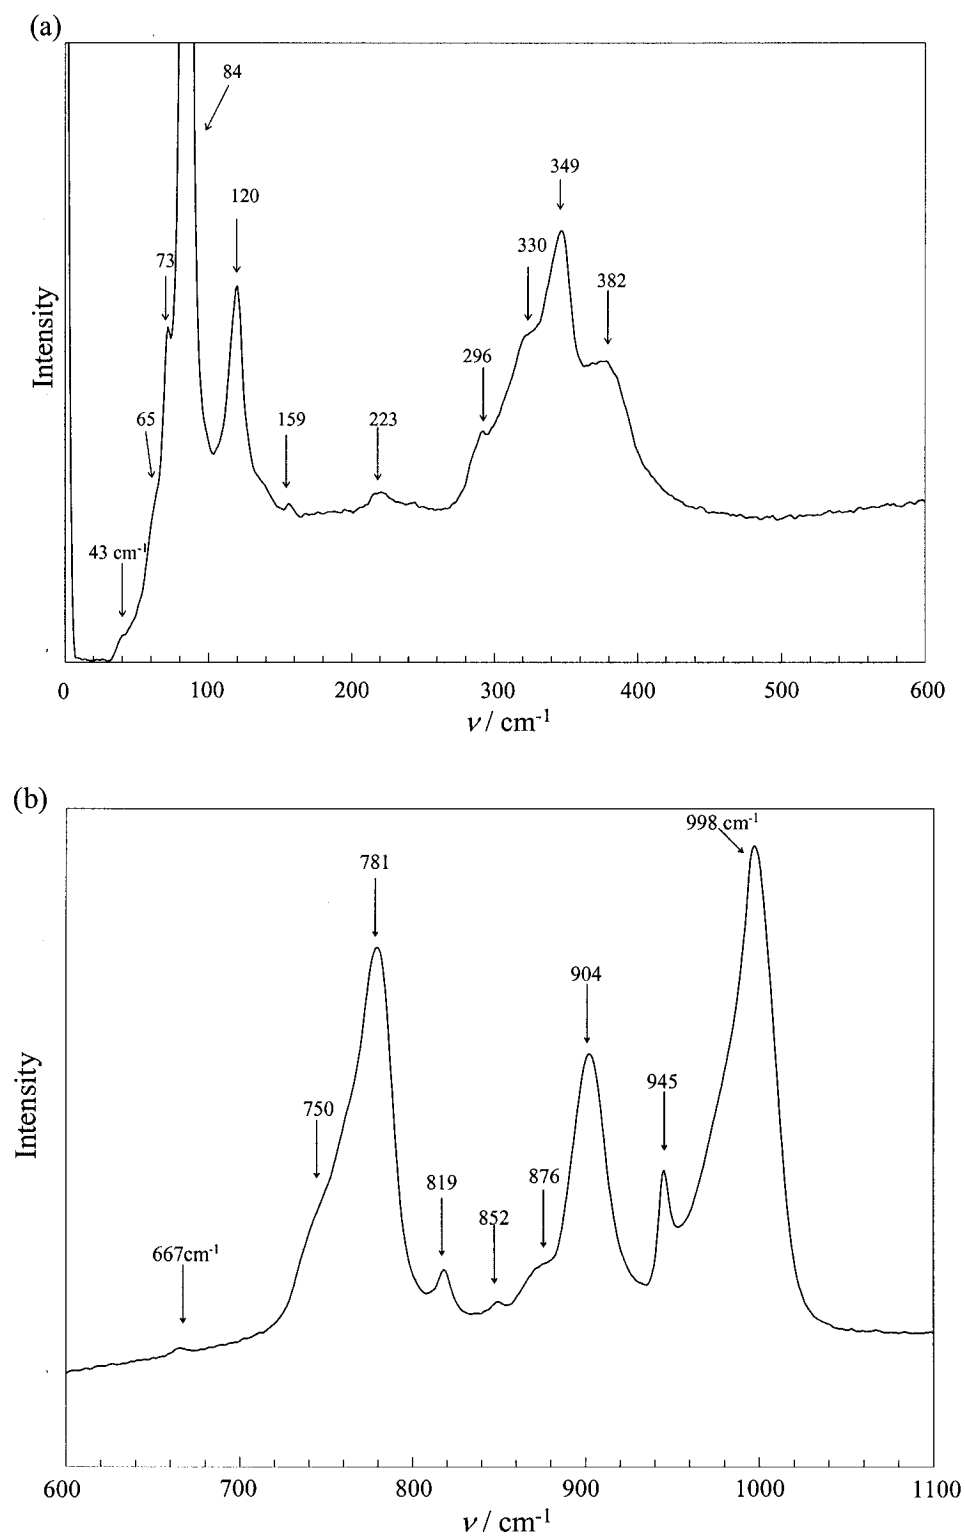 (a)
84
349
120
330
73
382
296
65
159
223
43 cm-1
Intensity
0 100 200 300 400 500 600
ν / cm-1
(b)
998 cm-1
781
904
945
750
876
819
852
667cm-1
Intensity
600 700 800 900 1000 1100
ν / cm-1